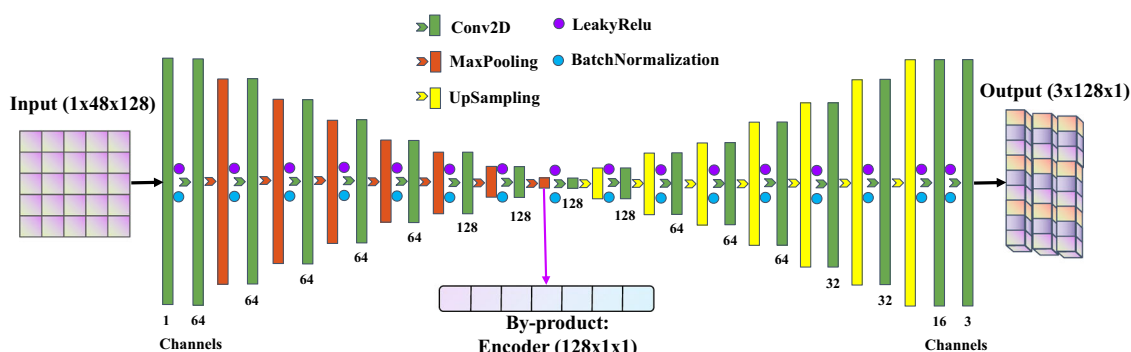 Conv2D
LeakyRelu
MaxPooling
BatchNormalization
UpSampling
Input (1x48x128)
Output (3x128x1)
1
64
64
64
64
64
128
128
128
128
64
64
64
32
32
16
3
Channels
Channels
By-product:
Encoder (128x1x1)